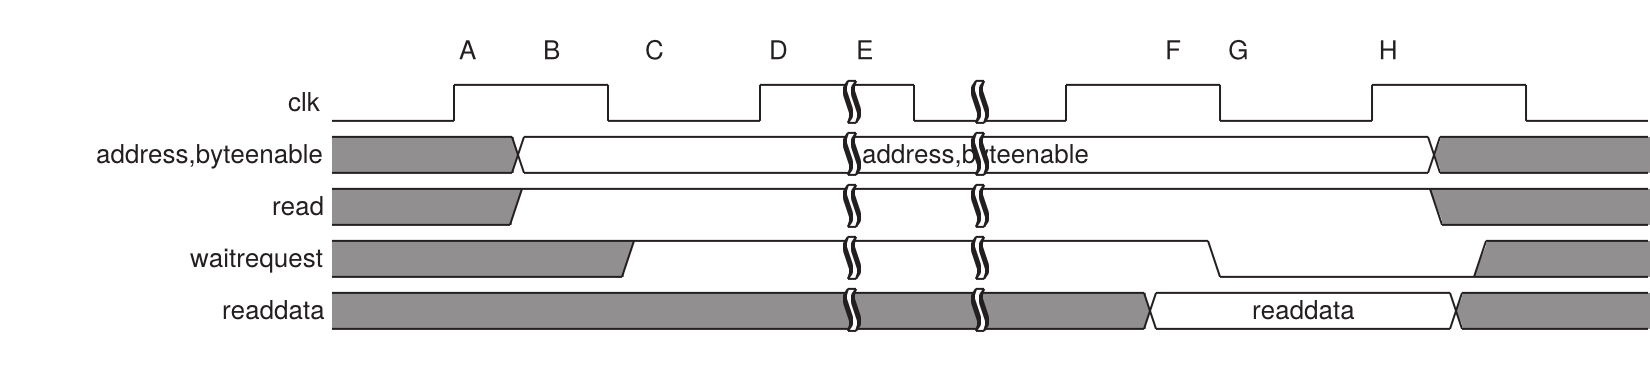 A B C D E F G H
clk
address,byteenable address,byteenable
read
waitrequest
readdata readdata